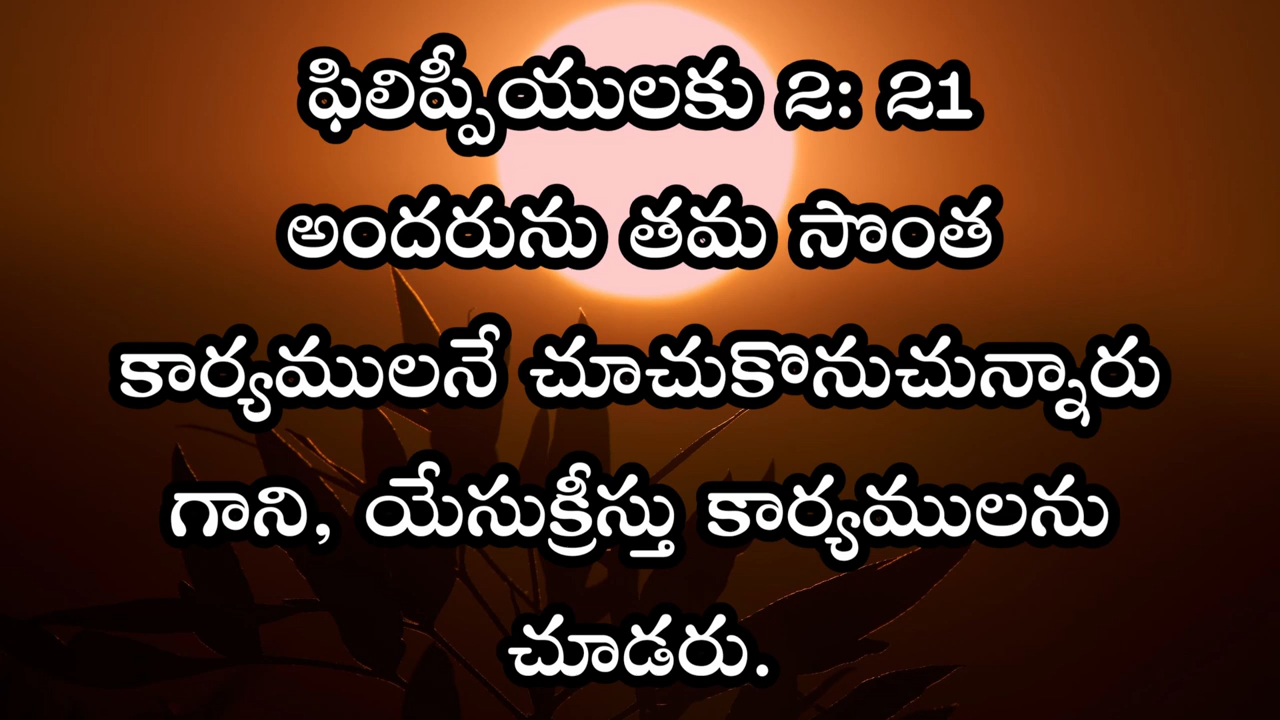 ఫిలిప్పీయులకు 2: 21
అందరును తమ సొంత
కార్యములనే చూచుకొనుచున్నారు
గాని, యేసుక్రీస్తు కార్యములను
చూడరు.